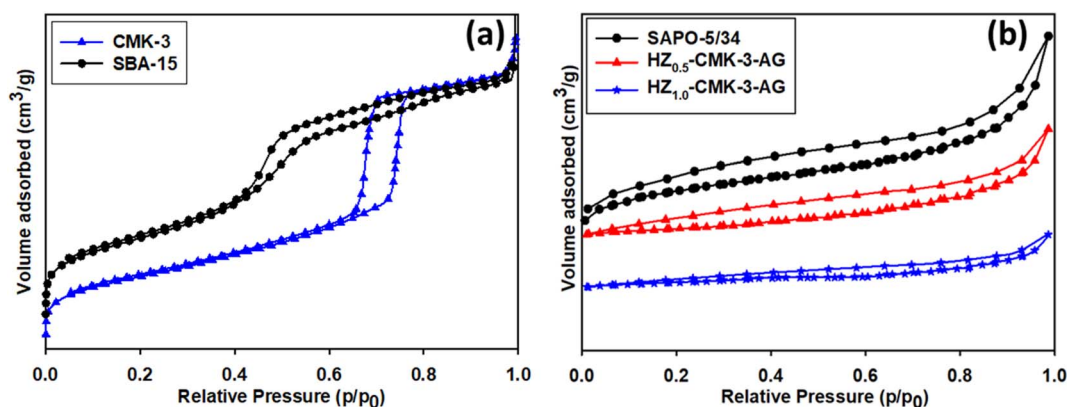 (a)
CMK-3
SBA-15
Volume adsorbed (cm³/g)
0.0 0.2 0.4 0.6 0.8 1.0
Relative Pressure (p/p₀)
(b)
SAPO-5/34
HZ₀.₅-CMK-3-AG
HZ₁.₀-CMK-3-AG
Volume adsorbed (cm³/g)
0.0 0.2 0.4 0.6 0.8 1.0
Relative Pressure (p/p₀)